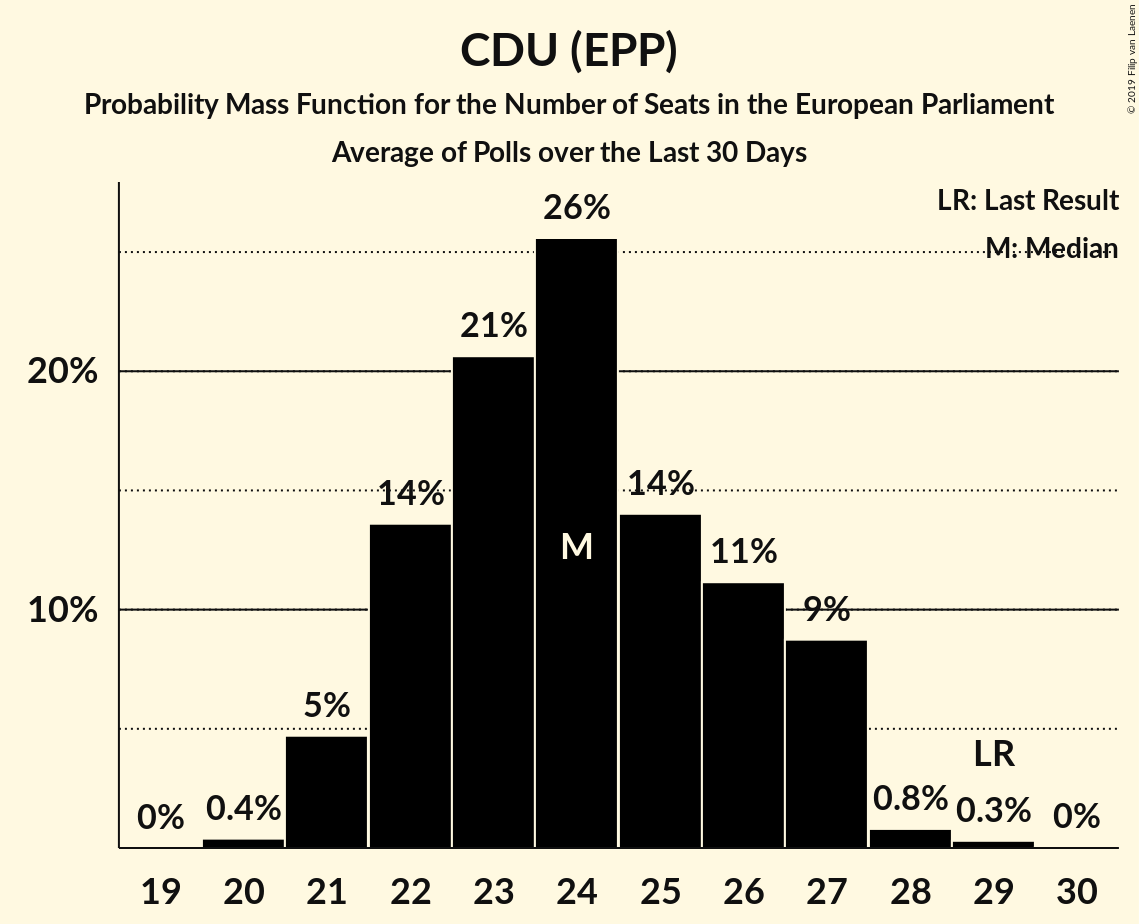 CDU (EPP)
Probability Mass Function for the Number of Seats in the European Parliament
Average of Polls over the Last 30 Days
© 2019 Filip van Laenen
LR: Last Result
M: Median
26%
21%
20%
14%
14%
M
11%
10%
9%
5%
LR
0%
0.4%
0.8%
0.3%
0%
19 20 21 22 23 24 25 26 27 28 29 30